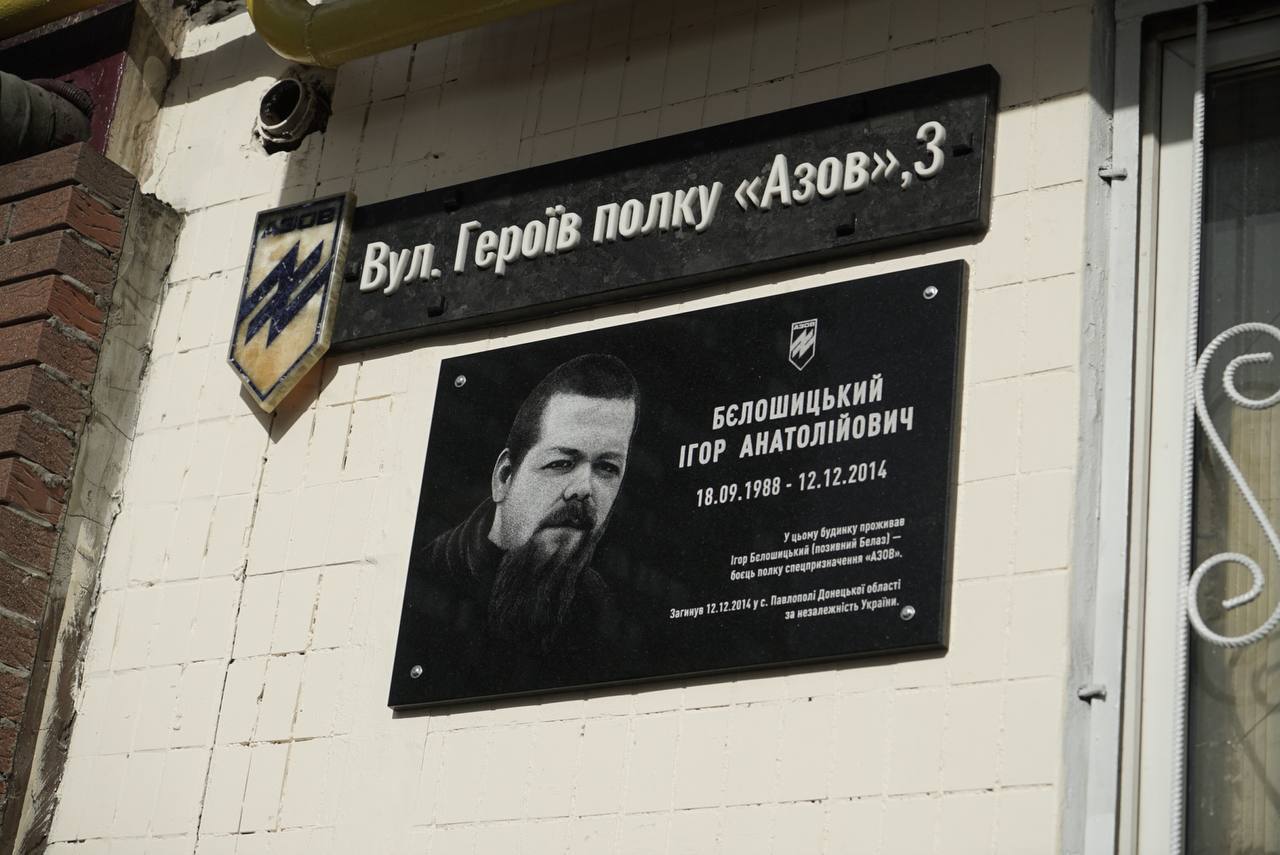 АЗОВ
Вул. Героїв полку «Азов»,3
АЗОВ
БЄЛОШИЦЬКИЙ
ІГОР АНАТОЛІЙОВИЧ
18.09.1988 - 12.12.2014
У цьому будинку проживав
Ігор Бєлошицький (позивний Белаз) —
боєць полку спецпризначення «АЗОВ».
Загинув 12.12.2014 у с. Павлополі Донецької області
за незалежність України.